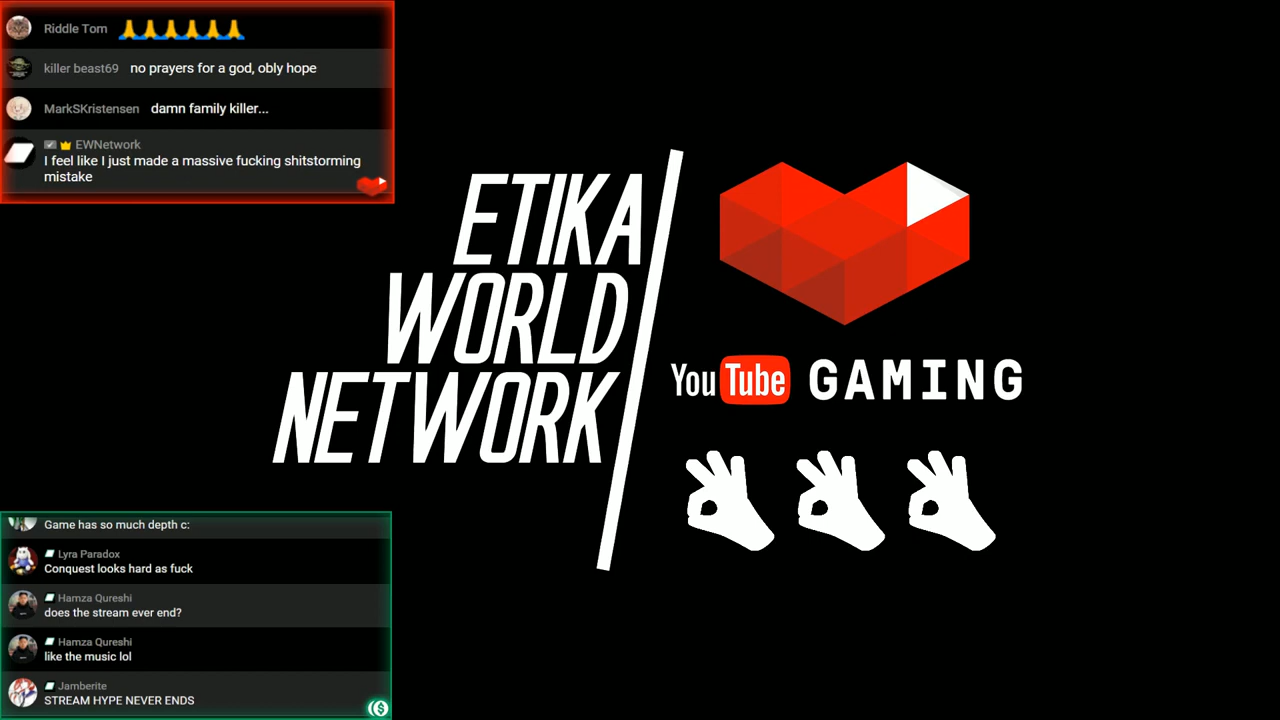 Riddle Tom 🙏🙏🙏🙏🙏🙏
killer beast69 no prayers for a god, obly hope
MarkSKristensen damn family killer...
EWNetwork
I feel like I just made a massive fucking shitstorming
mistake
ETIKA
WORLD
NETWORK
YouTube GAMING
Game has so much depth c:
Lyra Paradox
Conquest looks hard as fuck
Hamza Qureshi
does the stream ever end?
Hamza Qureshi
like the music lol
Jamberite
STREAM HYPE NEVER ENDS